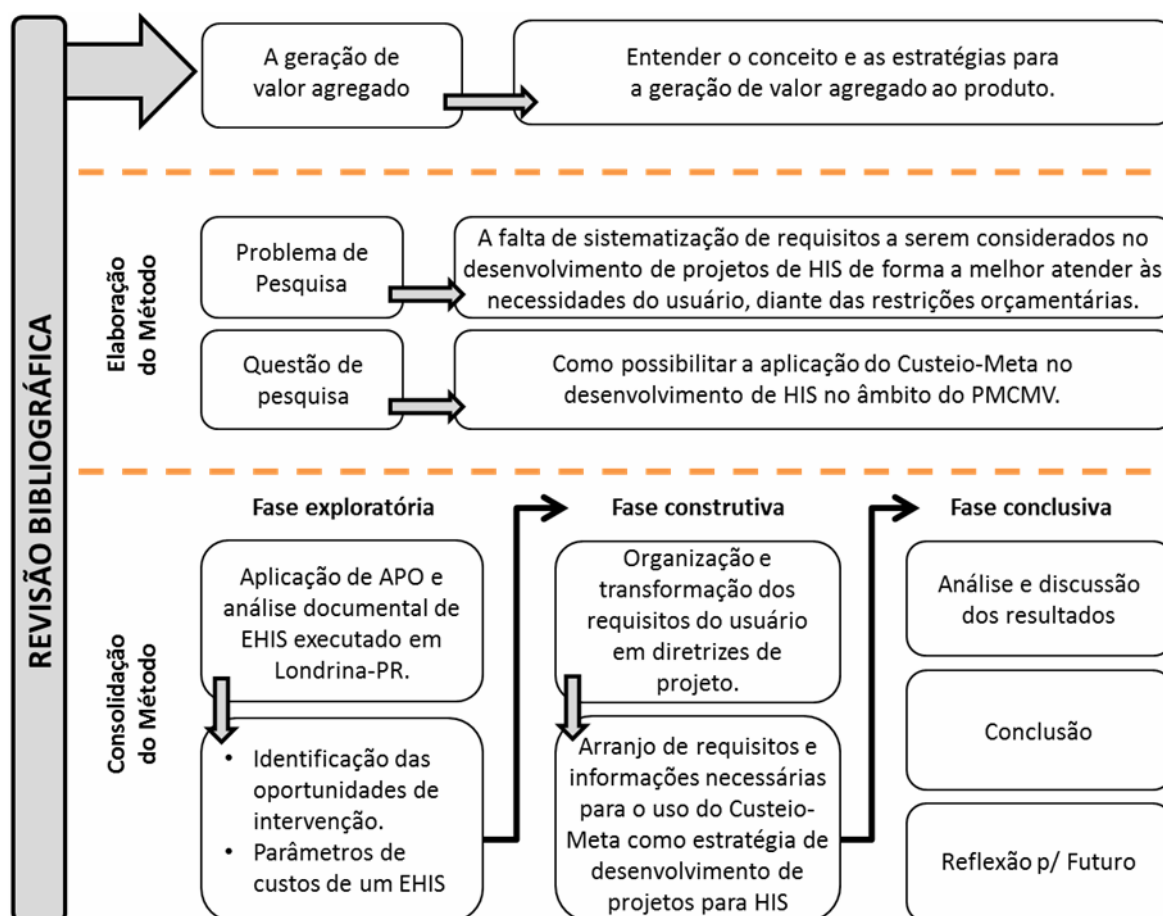 REVISÃO BIBLIOGRÁFICA
A geração de
valor agregado
Entender o conceito e as estratégias para
a geração de valor agregado ao produto.
Elaboração
do Método
Problema de
Pesquisa
A falta de sistematização de requisitos a serem considerados no
desenvolvimento de projetos de HIS de forma a melhor atender às
necessidades do usuário, diante das restrições orçamentárias.
Questão de
pesquisa
Como possibilitar a aplicação do Custeio-Meta no
desenvolvimento de HIS no âmbito do PMCMV.
Consolidação
do Método
Fase exploratória
Aplicação de APO e
análise documental de
EHIS executado em
Londrina-PR.
• Identificação das
oportunidades de
intervenção.
• Parâmetros de
custos de um EHIS
Fase construtiva
Organização e
transformação dos
requisitos do usuário
em diretrizes de
projeto.
Arranjo de requisitos e
informações necessárias
para o uso do Custeio-
Meta como estratégia de
desenvolvimento de
projetos para HIS
Fase conclusiva
Análise e discussão
dos resultados
Conclusão
Reflexão p/ Futuro